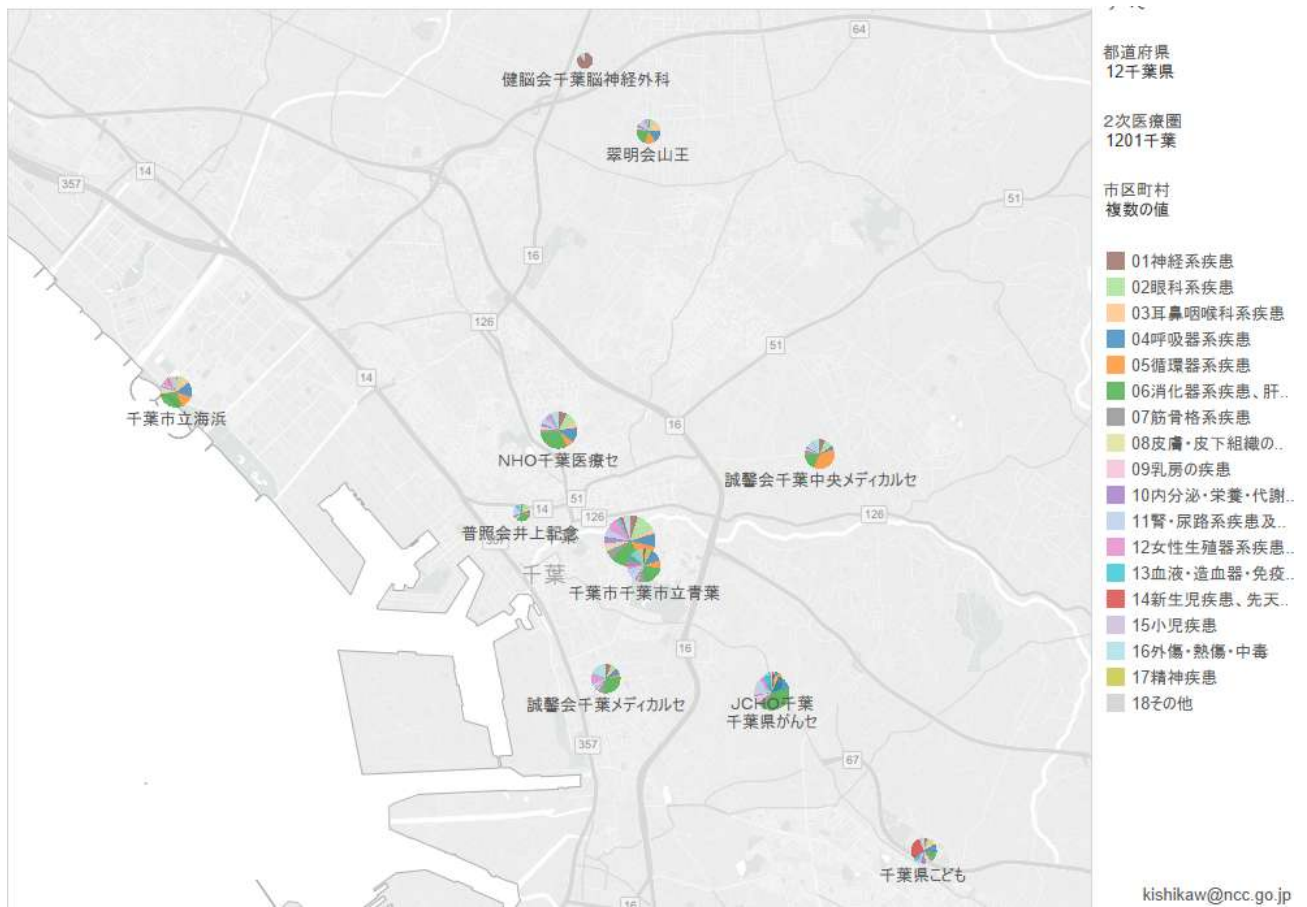 64
健脳会千葉脳神経外科
翠明会山王
14
357
51
16
126
51
14
16
千葉市立海浜
NHO千葉医療セ
誠馨会千葉中央メディカルセ
51
14
126
126
普照会井上記念
357
千葉
千葉
千葉市千葉市立青葉
16
誠馨会千葉メディカルセ
JCHO千葉
千葉県がんセ
357
67
千葉県こども
16
都道府県
12千葉県
2次医療圏
1201千葉
市区町村
複数の値
01神経系疾患
02眼科系疾患
03耳鼻咽喉科系疾患
04呼吸器系疾患
05循環器系疾患
06消化器系疾患、肝..
07筋骨格系疾患
08皮膚・皮下組織の..
09乳房の疾患
10内分泌・栄養・代謝..
11腎・尿路系疾患及..
12女性生殖器系疾患..
13血液・造血器・免疫..
14新生児疾患、先天..
15小児疾患
16外傷・熱傷・中毒
17精神疾患
18その他
kishikaw@ncc.go.jp